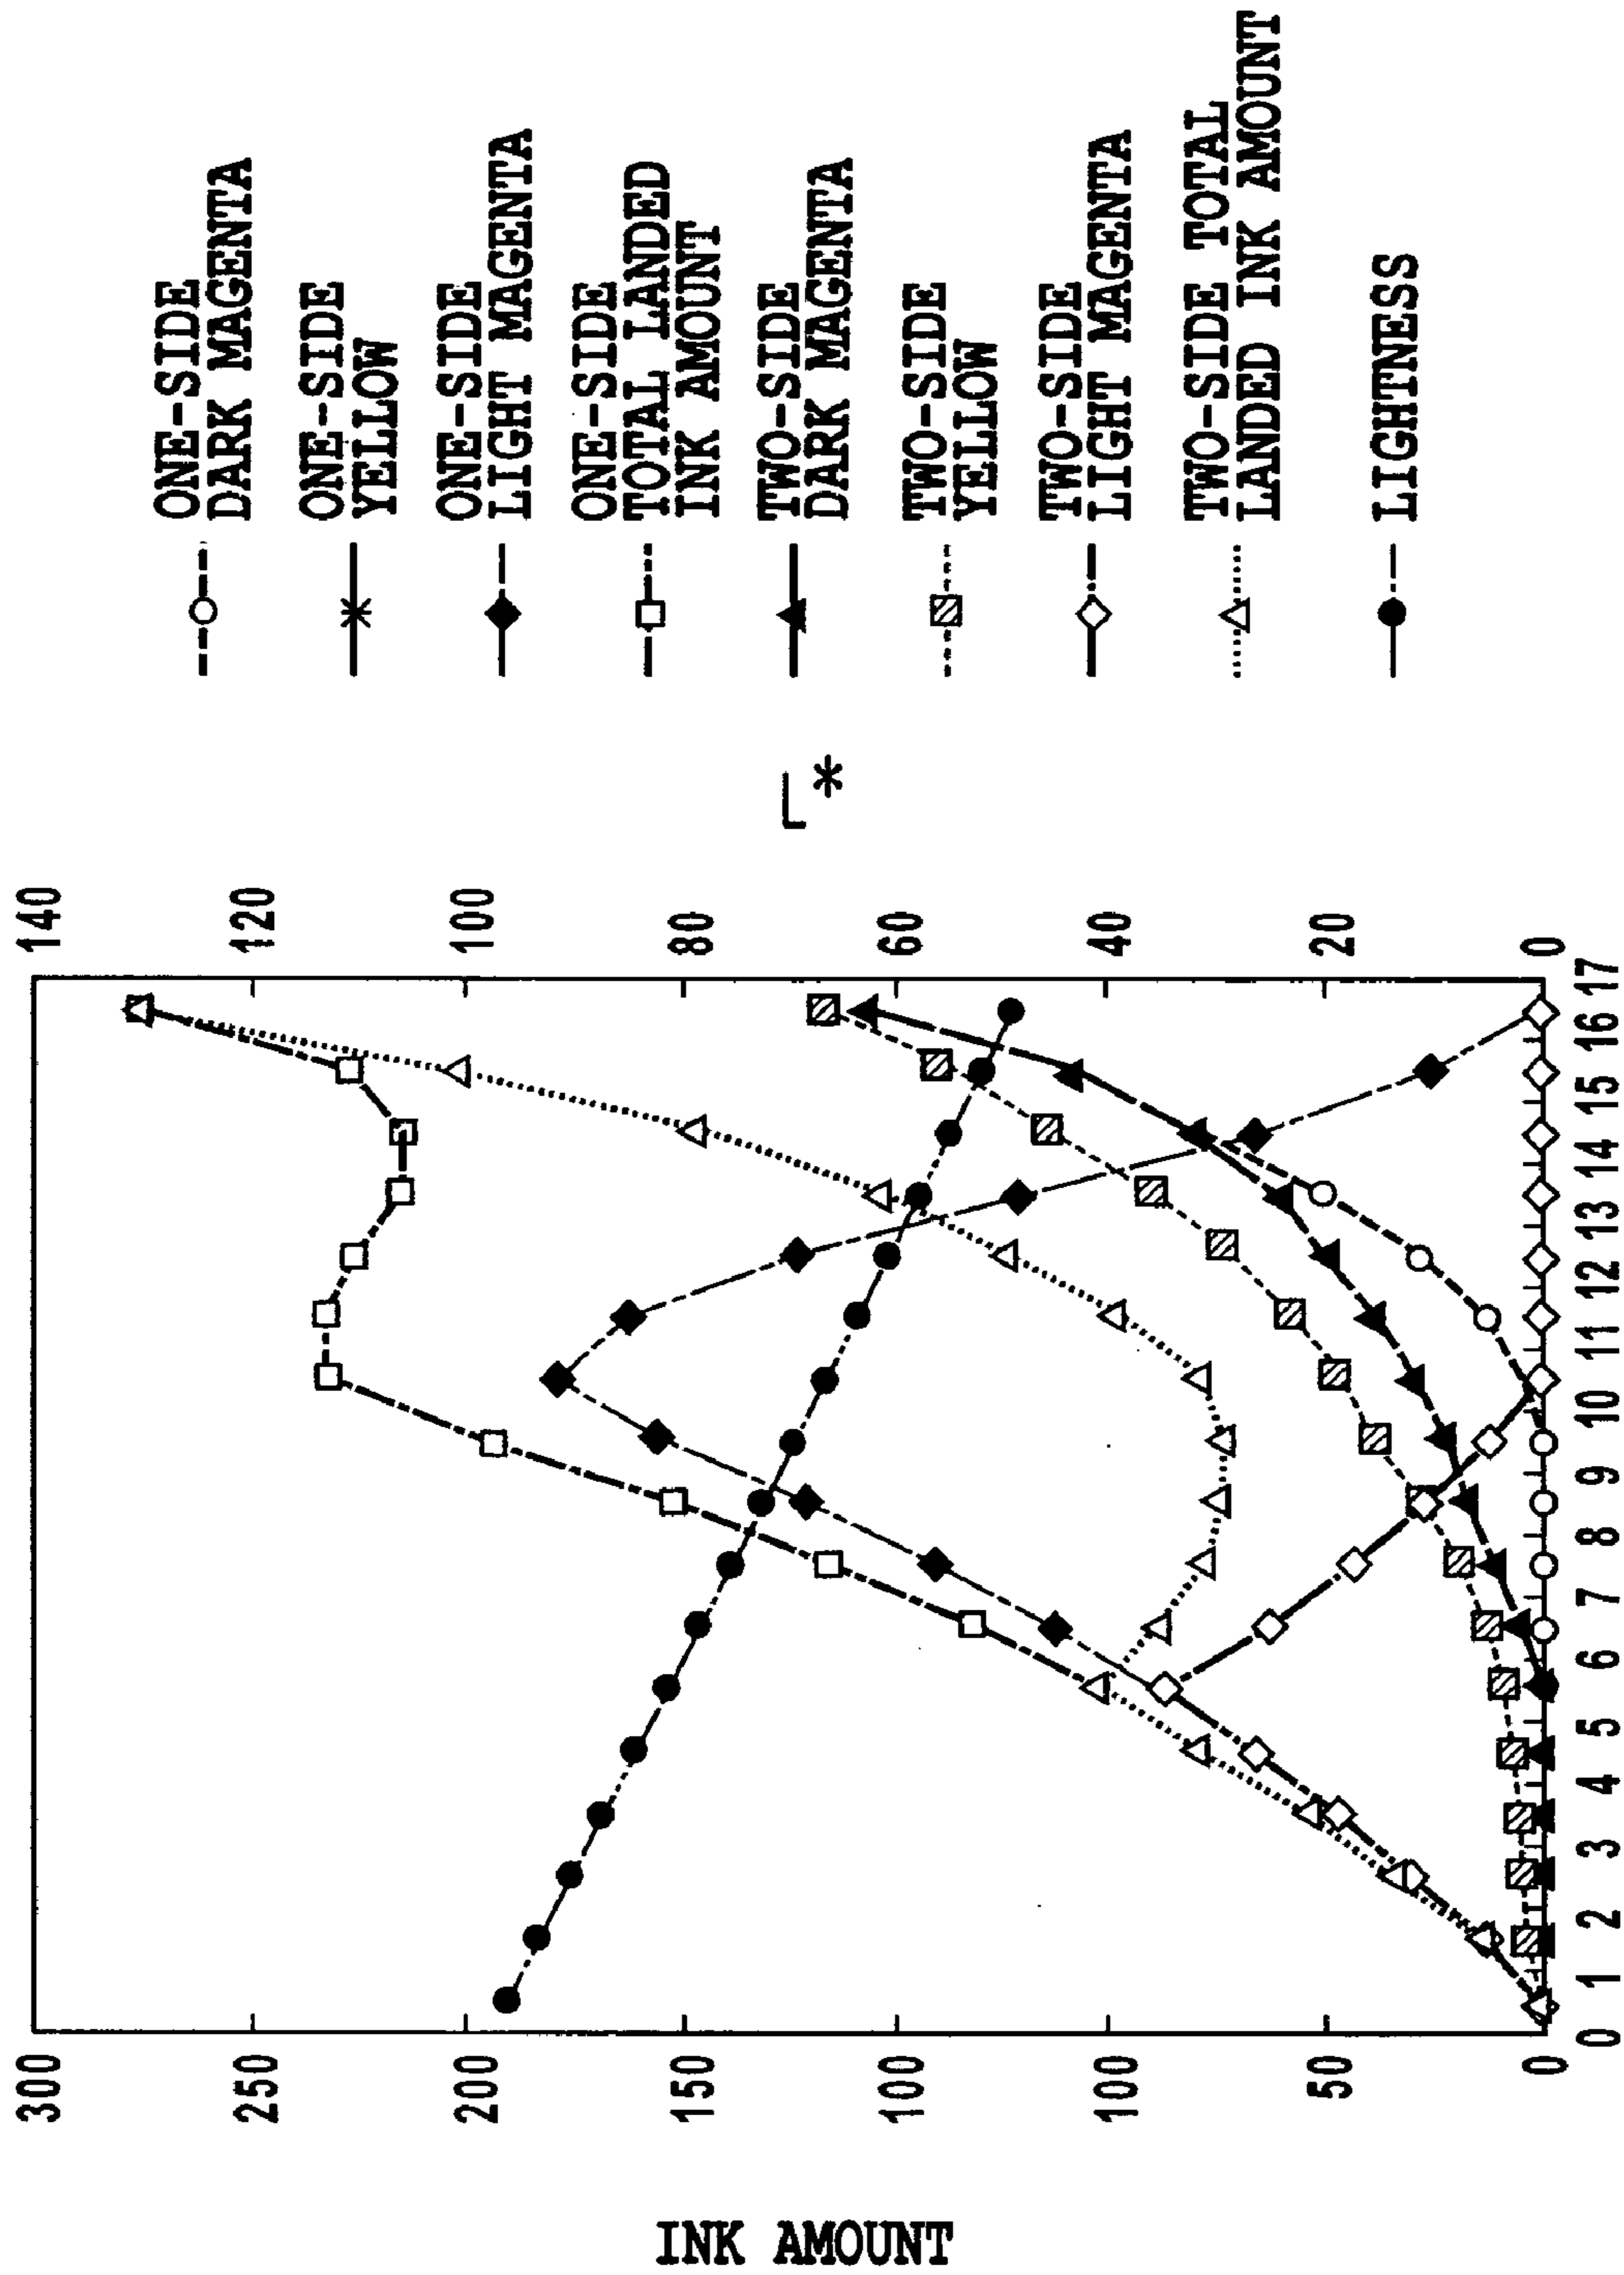 INK AMOUNT
300
250
200
150
100
100
50
0
0 1 2 3 4 5 6 7 8 9 10 11 12 13 14 15 16 17
140
120
100
80
60
40
20
0
L*
ONE-SIDE
DARK MAGENTA
ONE-SIDE
YELLOW
ONE-SIDE
LIGHT MAGENTA
ONE-SIDE
TOTAL LANDED
INK AMOUNT
TWO-SIDE
DARK MAGENTA
TWO-SIDE
YELLOW
TWO-SIDE
LIGHT MAGENTA
TWO-SIDE TOTAL
LANDED INK AMOUNT
LIGHTNESS